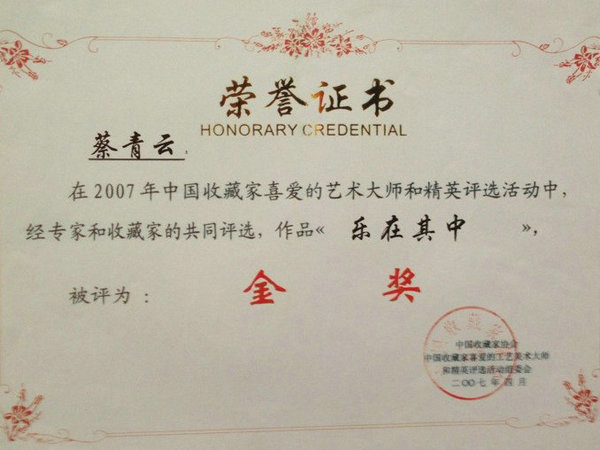 荣誉证书
HONORARY CREDENTIAL
蔡青云:
在2007年中国收藏家喜爱的艺术大师和精英评选活动中,
经专家和收藏家的共同评选,作品《 乐在其中 》,
被评为: 金 奖
中国收藏家协会
中国收藏家喜爱的工艺美术大师
和精英评选活动组委会
二〇〇七年四月